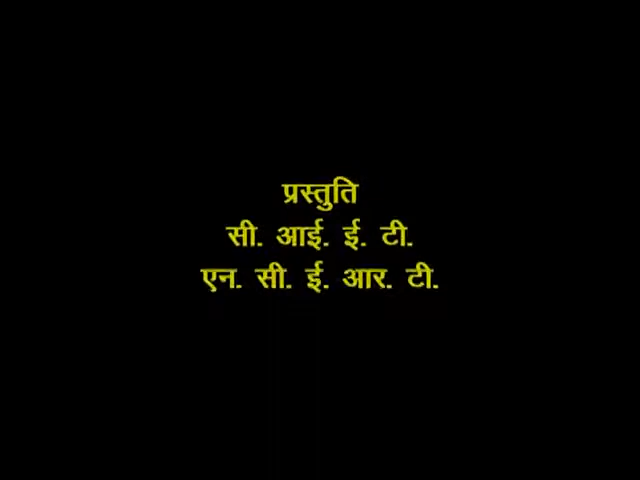 प्रस्तुति
सी. आई. ई. टी.
एन. सी. ई. आर. टी.